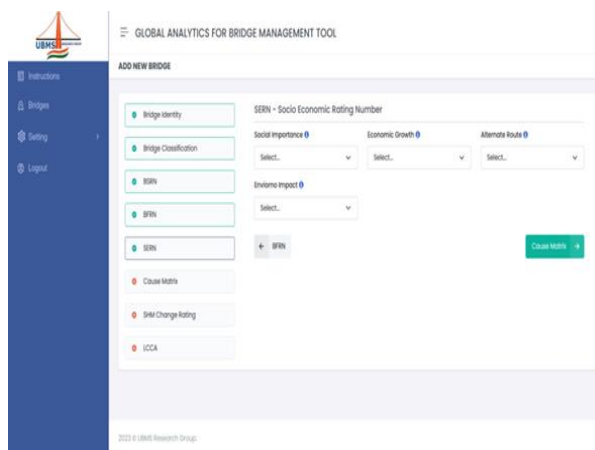 UBMS
GLOBAL ANALYTICS FOR BRIDGE MANAGEMENT TOOL
ADD NEW BRIDGE
Instructions
Bridges
Setting
Logout
Bridge Identity
Bridge Classification
BSRN
BFRN
SERN
Cause Matrix
SHM Change Rating
LCCA
SERN - Socio Economic Rating Number
Social Importance
Economic Growth
Alternate Route
Select..
Select..
Select..
Enviorno Impact
Select..
BFRN
Cause Matrix
2023 © UBMS Research Group